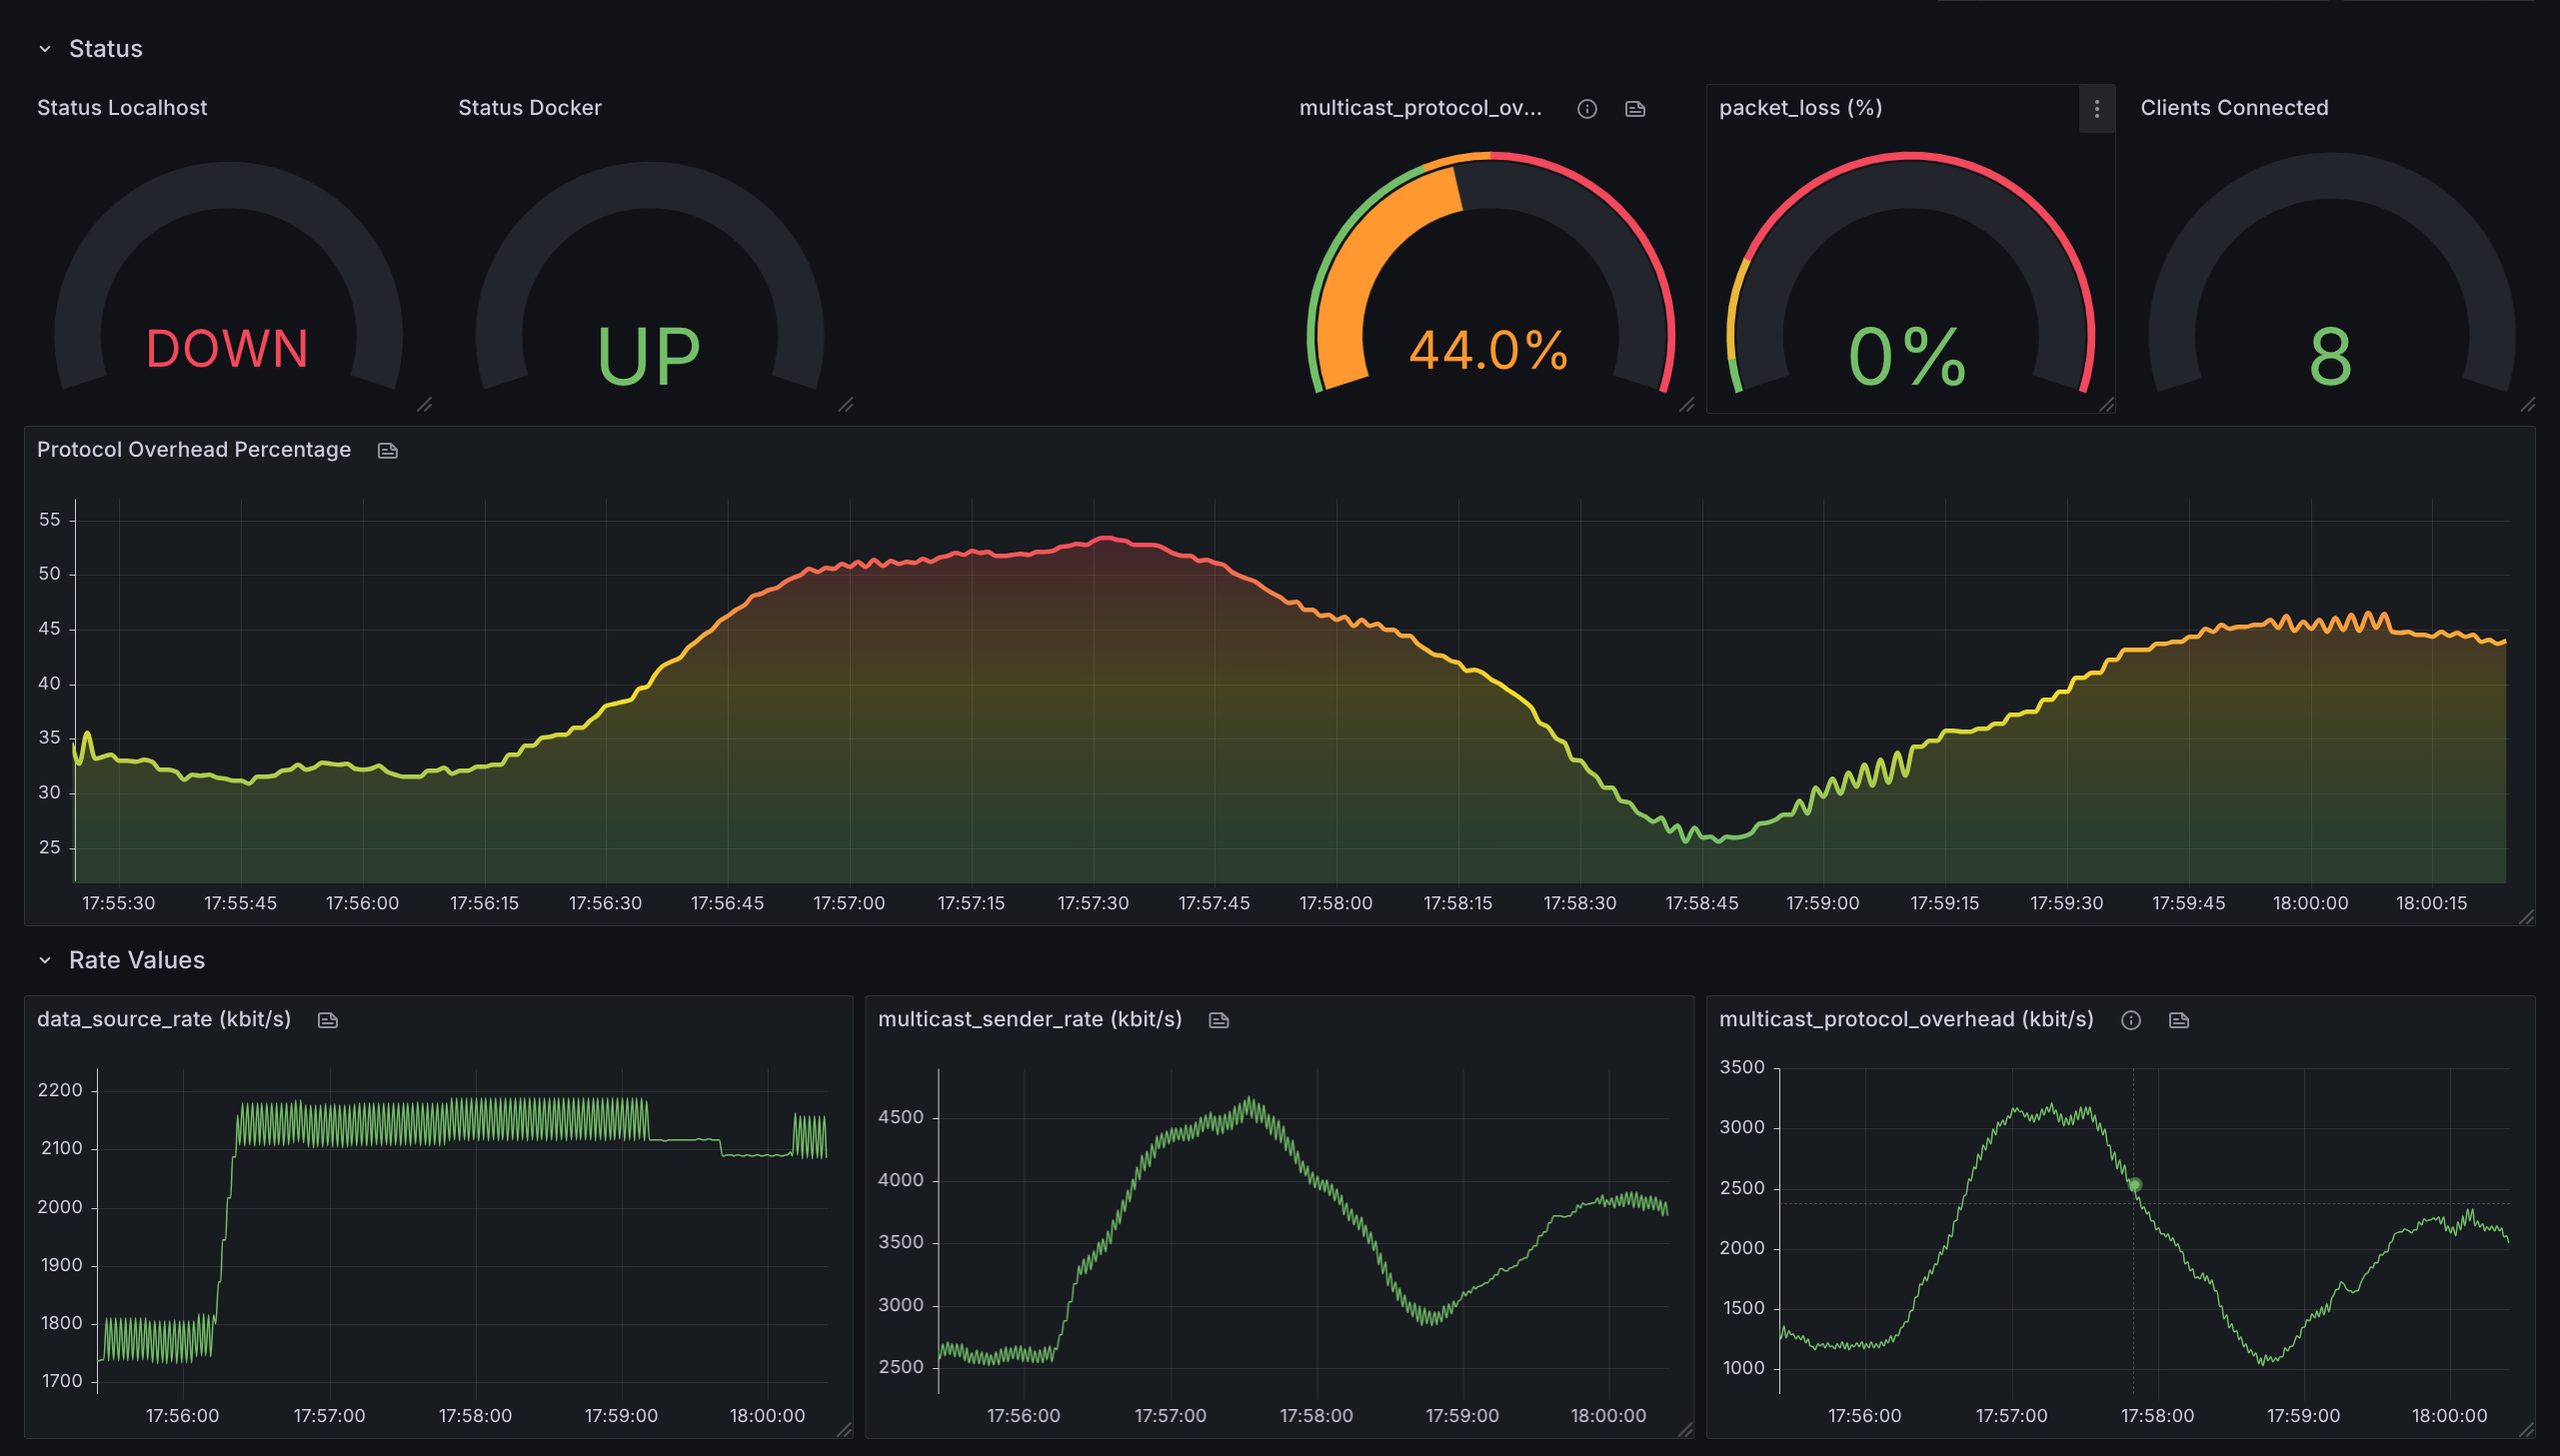 Status
Status Localhost
Status Docker
multicast_protocol_ov...
packet_loss (%)
Clients Connected
DOWN
UP
44.0%
0%
8
Protocol Overhead Percentage
55
50
45
40
35
30
25
17:55:30 17:55:45 17:56:00 17:56:15 17:56:30 17:56:45 17:57:00 17:57:15 17:57:30 17:57:45 17:58:00 17:58:15 17:58:30 17:58:45 17:59:00 17:59:15 17:59:30 17:59:45 18:00:00 18:00:15
Rate Values
data_source_rate (kbit/s)
2200
2100
2000
1900
1800
1700
17:56:00 17:57:00 17:58:00 17:59:00 18:00:00
multicast_sender_rate (kbit/s)
4500
4000
3500
3000
2500
17:56:00 17:57:00 17:58:00 17:59:00 18:00:00
multicast_protocol_overhead (kbit/s)
3500
3000
2500
2000
1500
1000
17:56:00 17:57:00 17:58:00 17:59:00 18:00:00